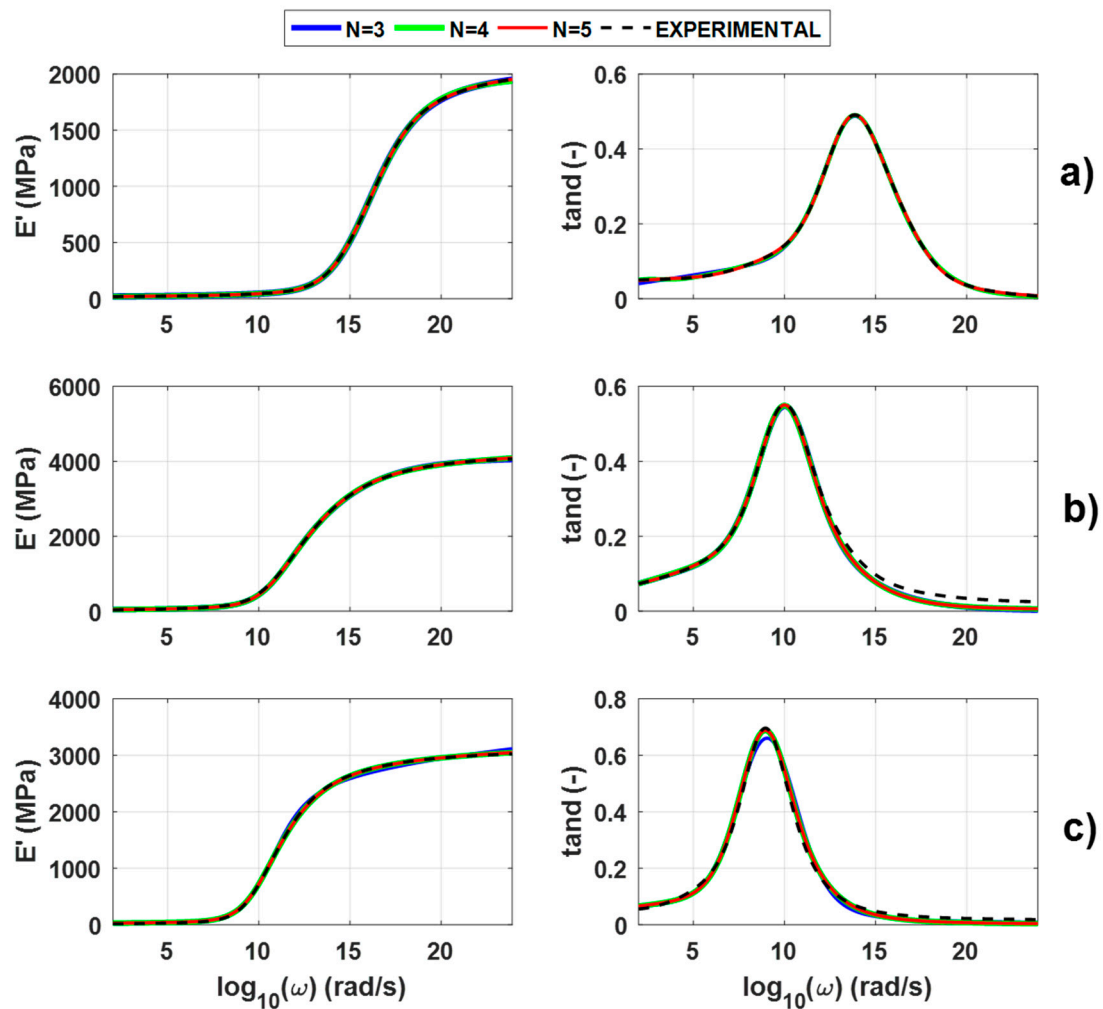 N=3 N=4 N=5 EXPERIMENTAL
2000
1500
1000
500
0
E' (MPa)
5 10 15 20
0.6
0.4
0.2
0
tand (-)
5 10 15 20
a)
6000
4000
2000
0
E' (MPa)
5 10 15 20
0.6
0.4
0.2
0
tand (-)
5 10 15 20
b)
4000
3000
2000
1000
0
E' (MPa)
5 10 15 20
log10(ω) (rad/s)
0.8
0.6
0.4
0.2
0
tand (-)
5 10 15 20
log10(ω) (rad/s)
c)